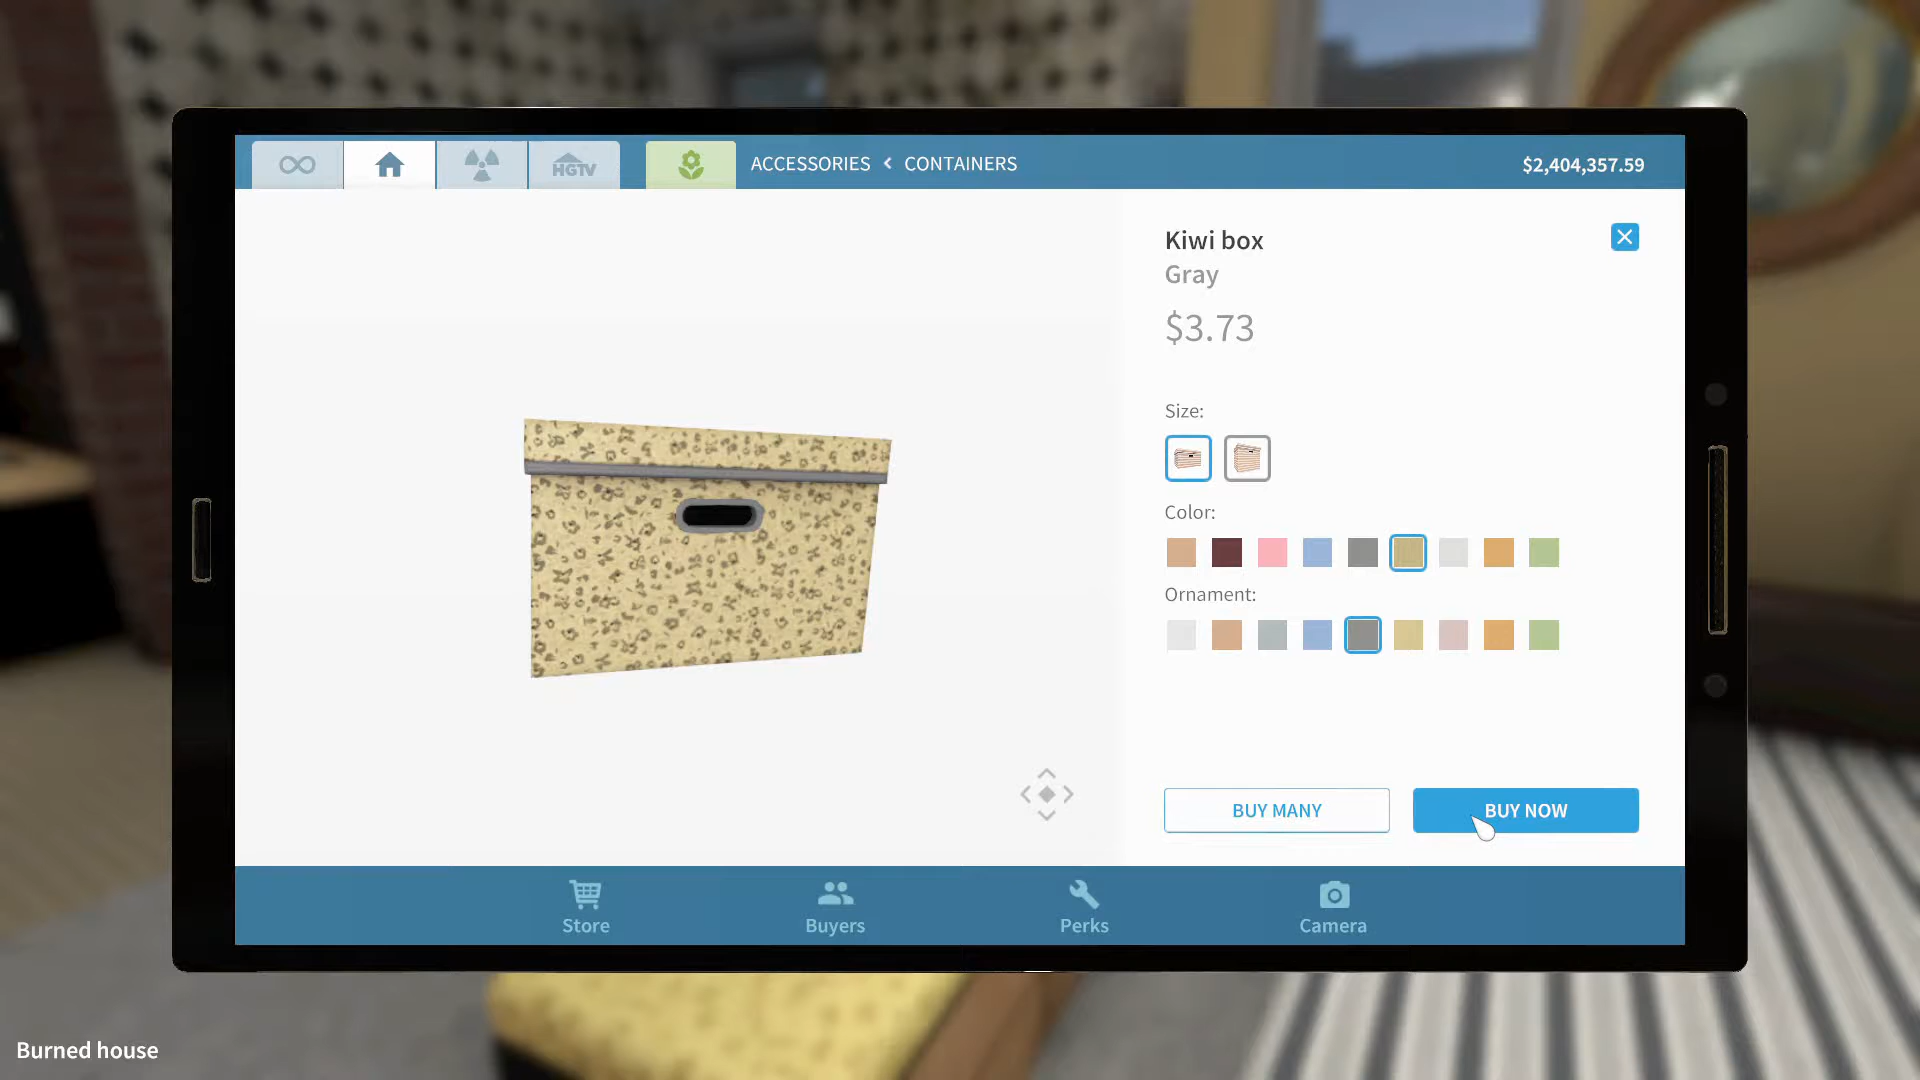 HGTV
ACCESSORIES < CONTAINERS
$2,404,357.59
Kiwi box
Gray
$3.73
Size:
Color:
Ornament:
BUY MANY
BUY NOW
Store
Buyers
Perks
Camera
Burned house